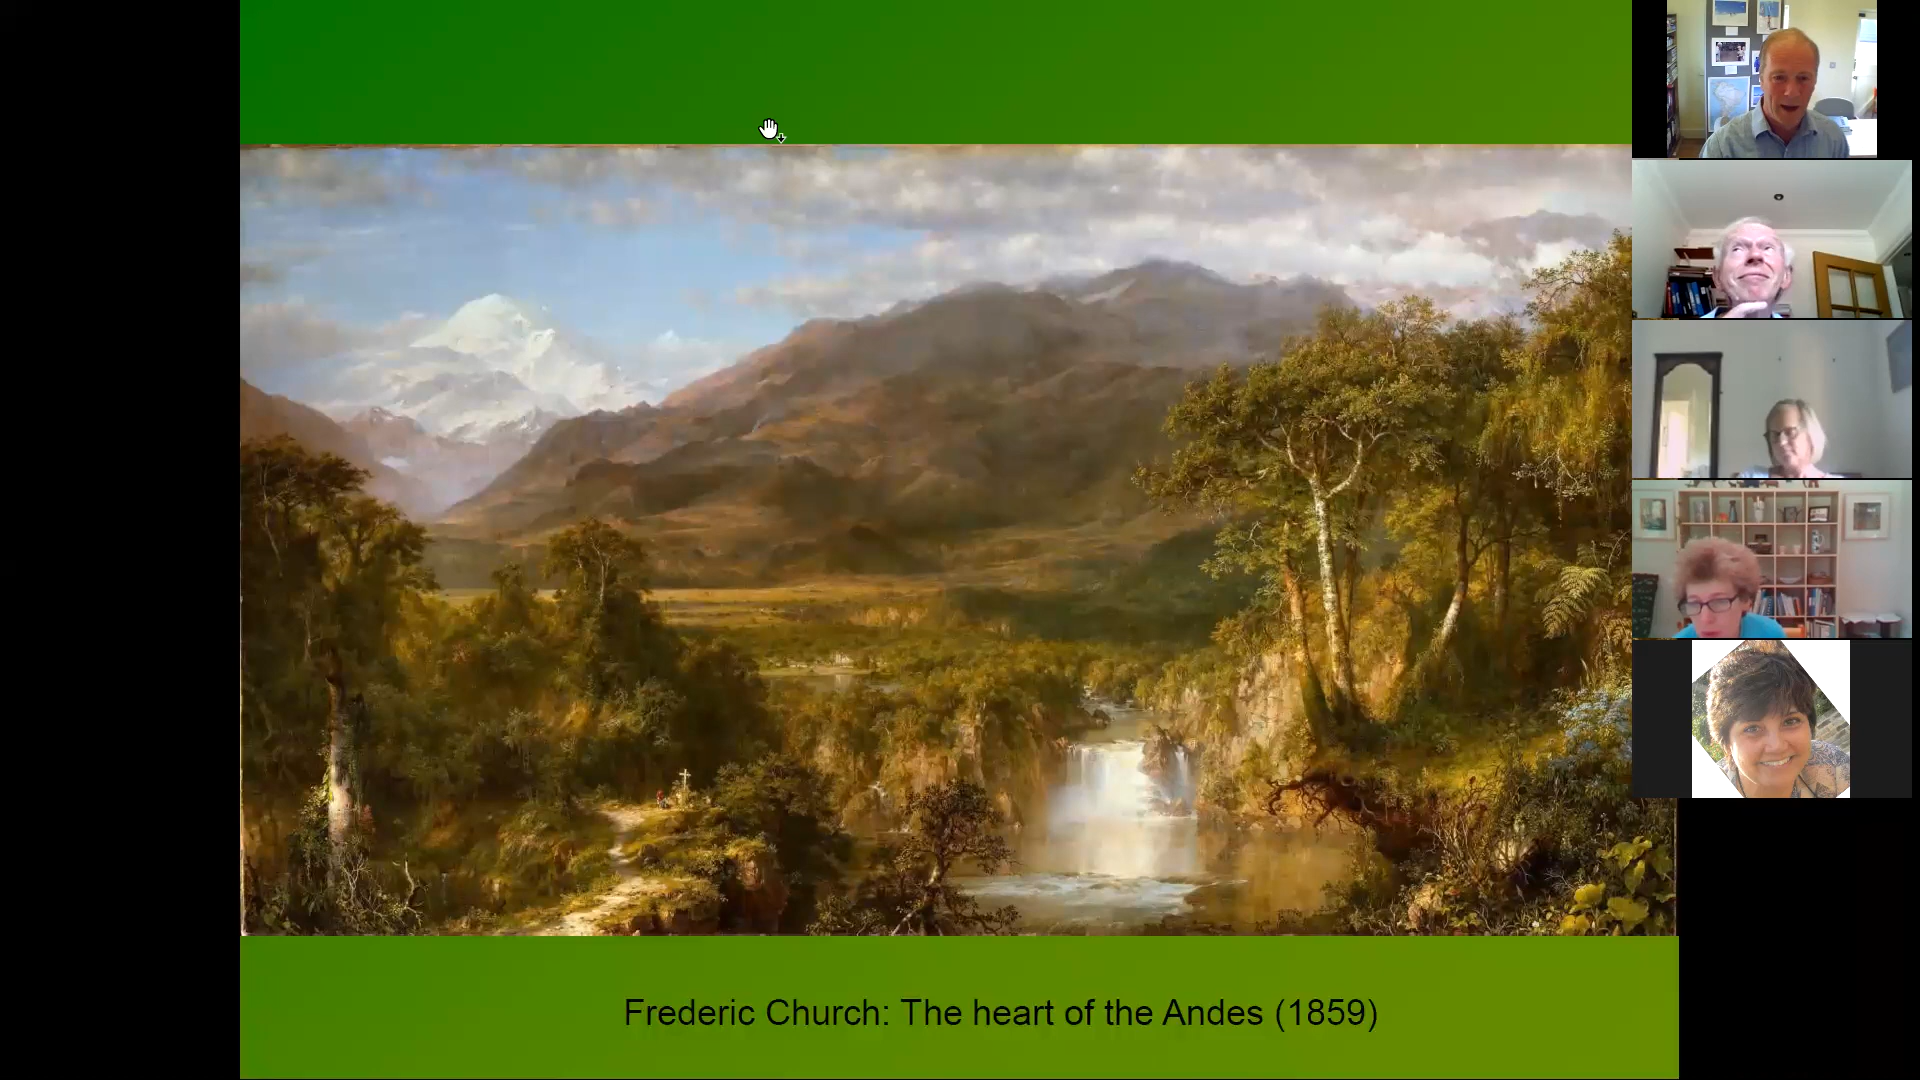 Frederic Church: The heart of the Andes (1859)